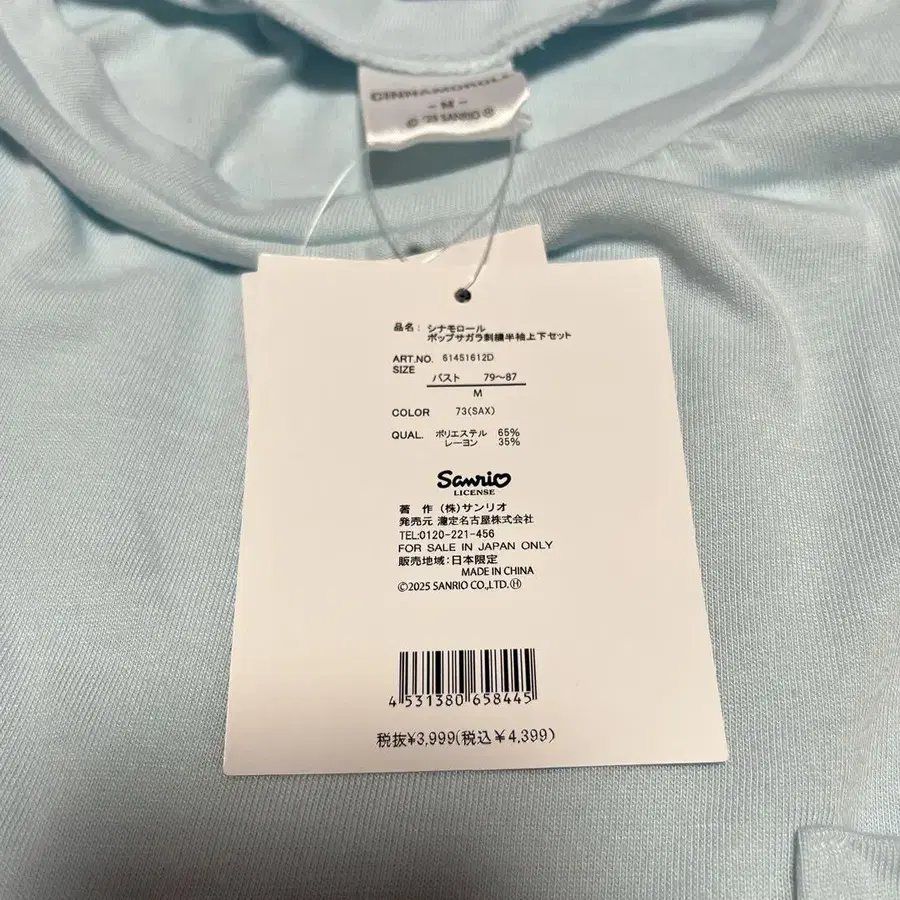 CINNAMOROLL
- M -
© '25 SANRIO Ⓗ
品名： シナモロール
ポップサガラ刺繍半袖上下セット
ART.NO. 61451612D
SIZE
バスト 79〜87
M
COLOR 73(SAX)
QUAL. ポリエステル 65%
レーヨン 35%
Sanrio
LICENSE
著 作 (株)サンリオ
発売元 瀧定名古屋株式会社
TEL:0120-221-456
FOR SALE IN JAPAN ONLY
販売地域：日本限定
MADE IN CHINA
©2025 SANRIO CO.,LTD. Ⓗ
4 531380 658445
税抜¥3,999(税込¥4,399)